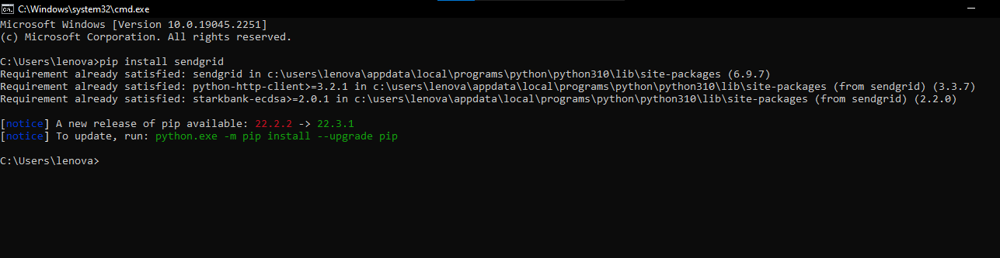 C:\Windows\system32\cmd.exe
Microsoft Windows [Version 10.0.19045.2251]
(c) Microsoft Corporation. All rights reserved.
C:\Users\lenova>pip install sendgrid
Requirement already satisfied: sendgrid in c:\users\lenova\appdata\local\programs\python\python310\lib\site-packages (6.9.7)
Requirement already satisfied: python-http-client>=3.2.1 in c:\users\lenova\appdata\local\programs\python\python310\lib\site-packages (from sendgrid) (3.3.7)
Requirement already satisfied: starkbank-ecdsa>=2.0.1 in c:\users\lenova\appdata\local\programs\python\python310\lib\site-packages (from sendgrid) (2.2.0)
[notice] A new release of pip available: 22.2.2 -> 22.3.1
[notice] To update, run: python.exe -m pip install --upgrade pip
C:\Users\lenova>